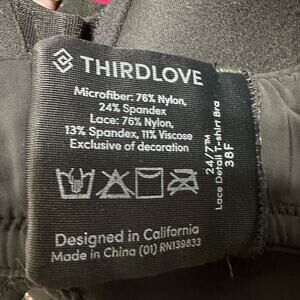 THIRDLOVE
Microfiber: 76% Nylon,
24% Spandex
Lace: 76% Nylon,
13% Spandex, 11% Viscose
Exclusive of decoration
Designed in California
Made in China (01) RN139833
24/7™
Lace Detail T-shirt Bra
38F